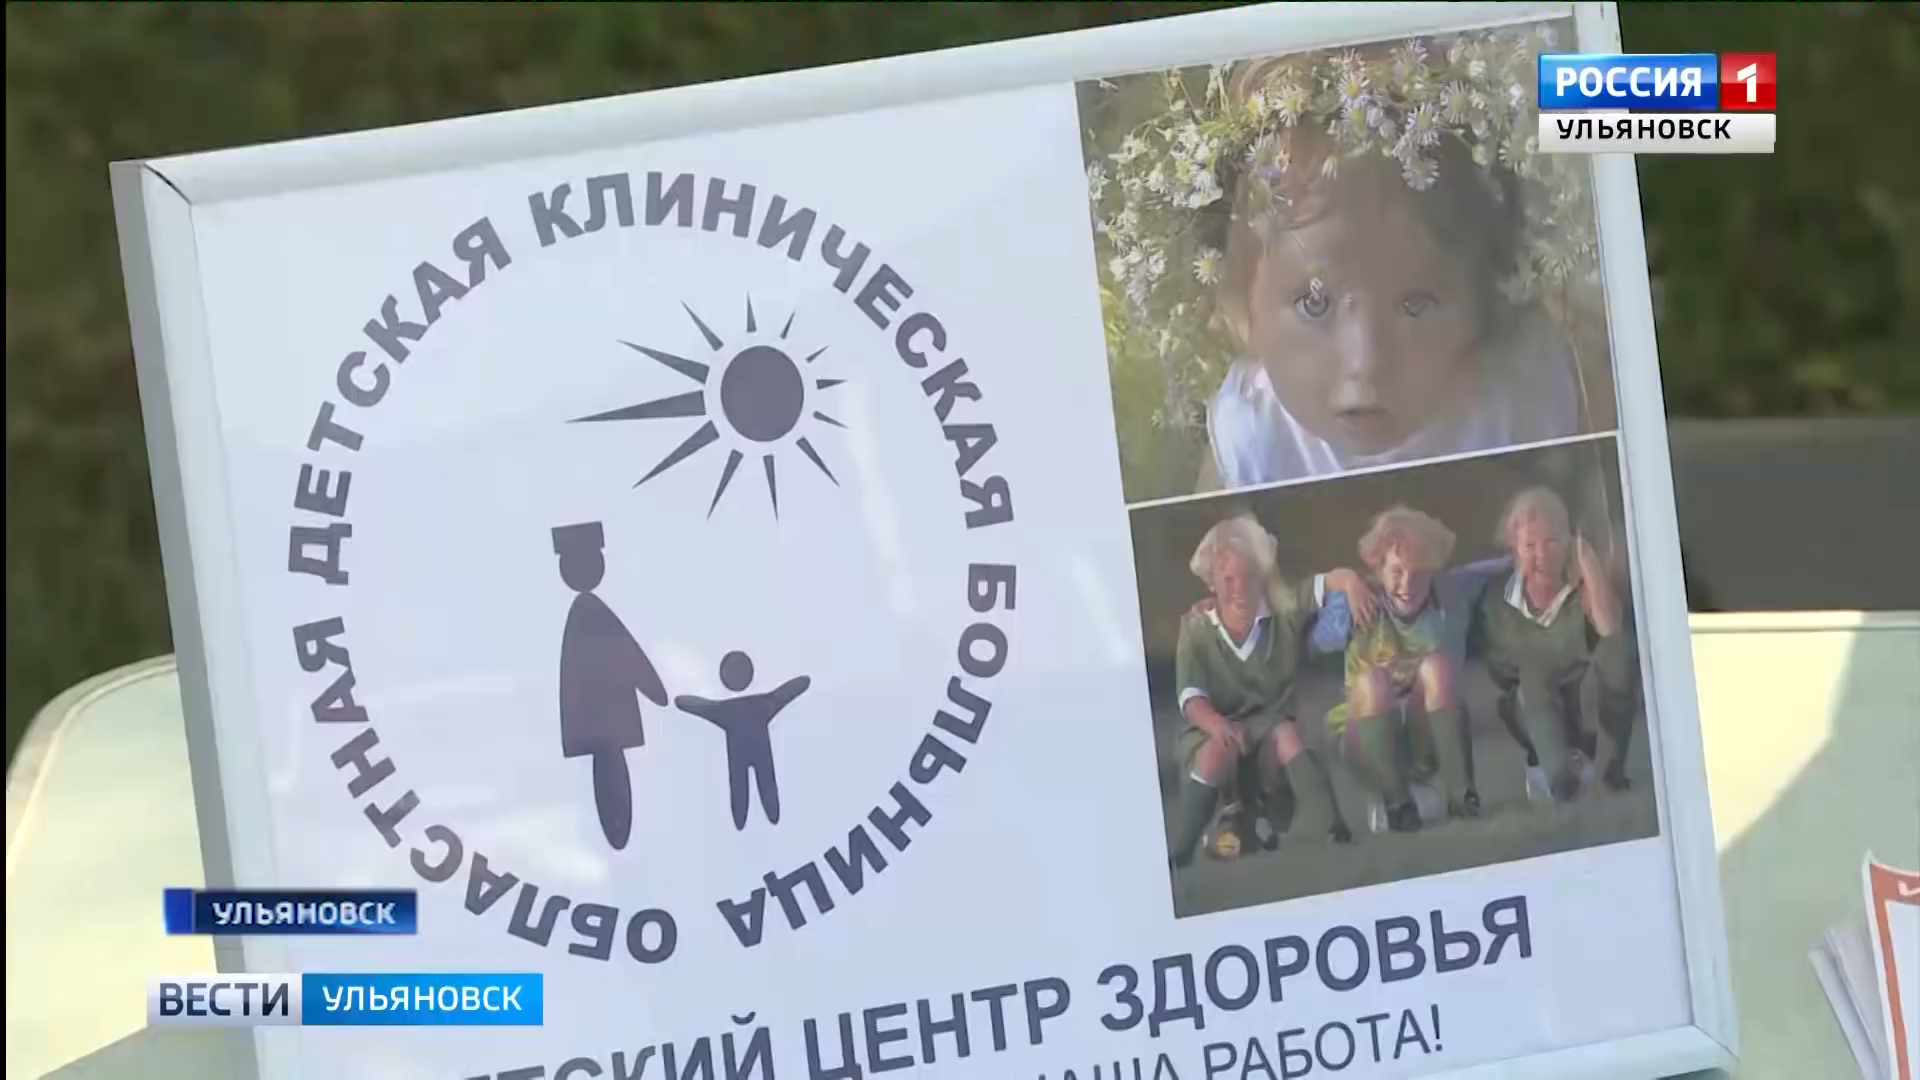 РОССИЯ 1
УЛЬЯНОВСК
ОБЛАСТНАЯ ДЕТСКАЯ КЛИНИЧЕСКАЯ БОЛЬНИЦА
УЛЬЯНОВСК
ВЕСТИ УЛЬЯНОВСК
ЦЕНТР ЗДОРОВЬЯ
РАБОТА!